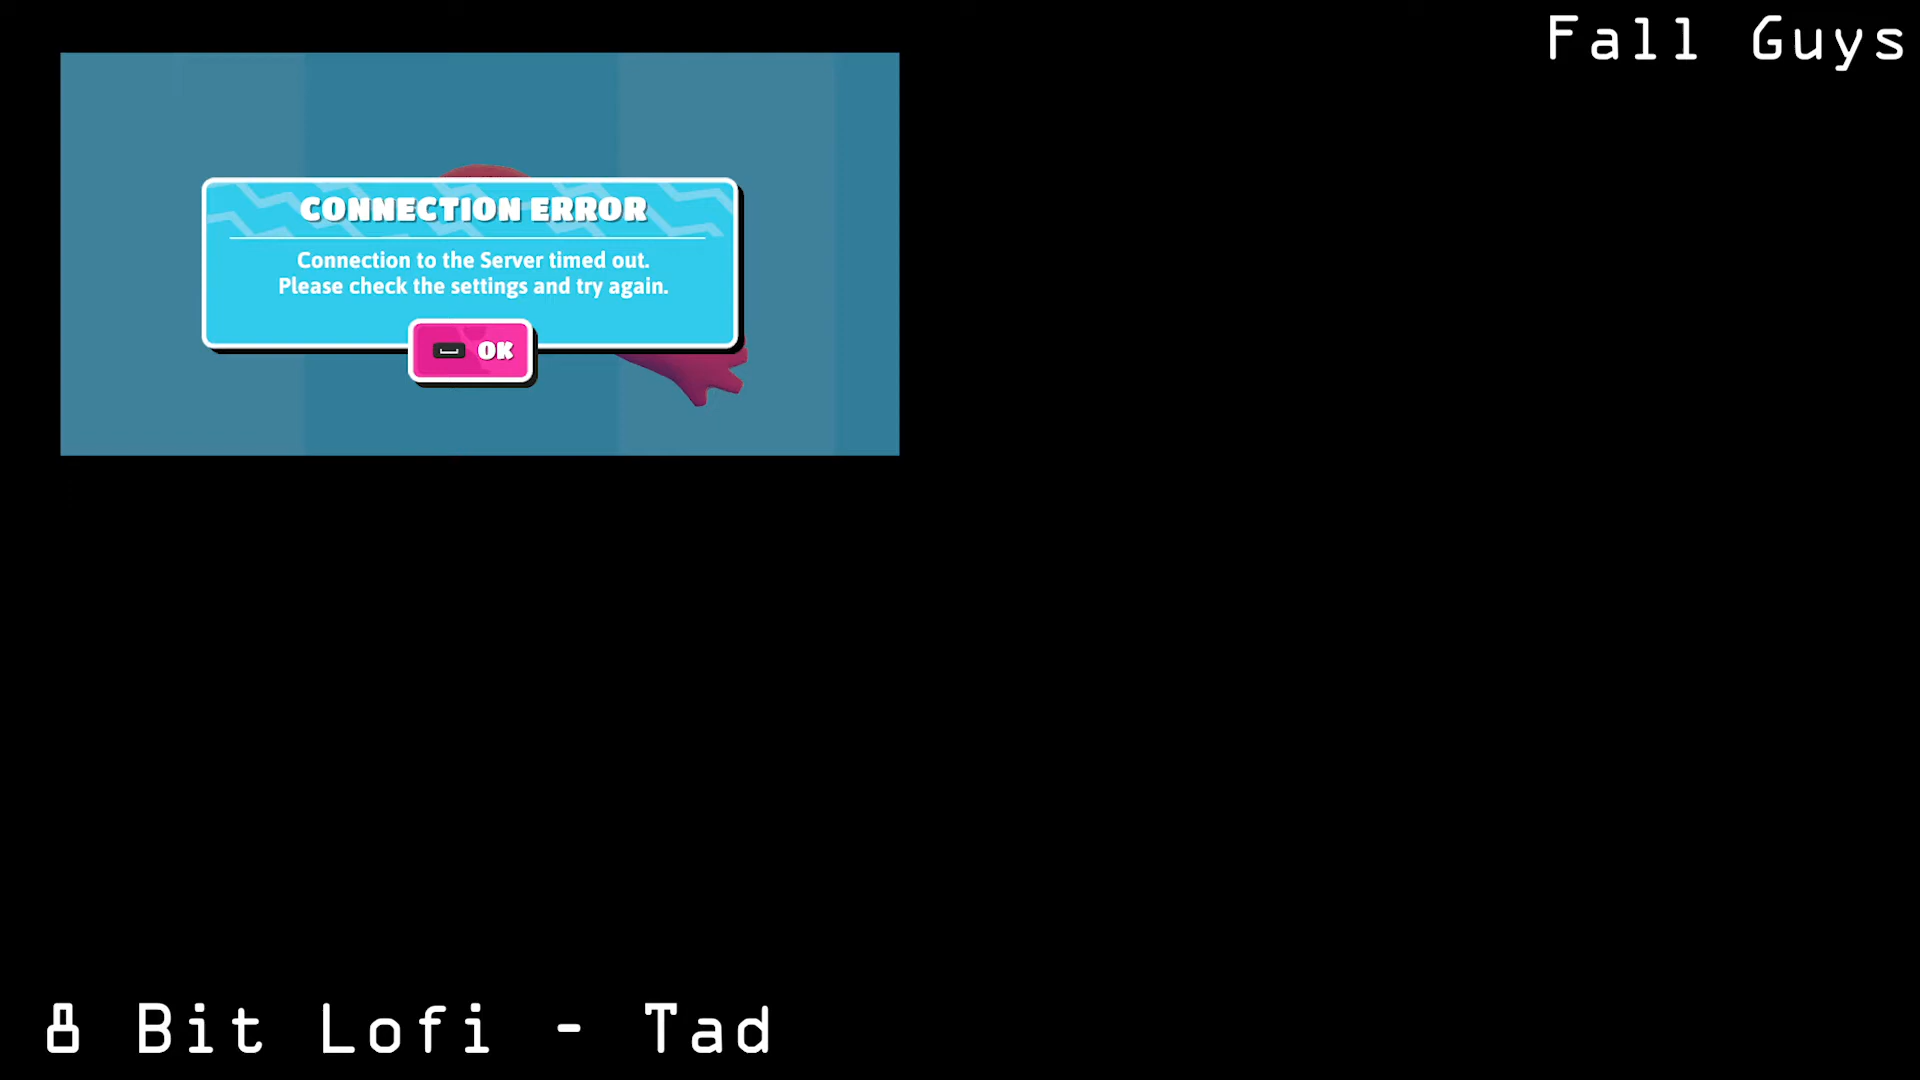 Fall Guys
CONNECTION ERROR
Connection to the Server timed out.
Please check the settings and try again.
OK
8 Bit Lofi - Tad